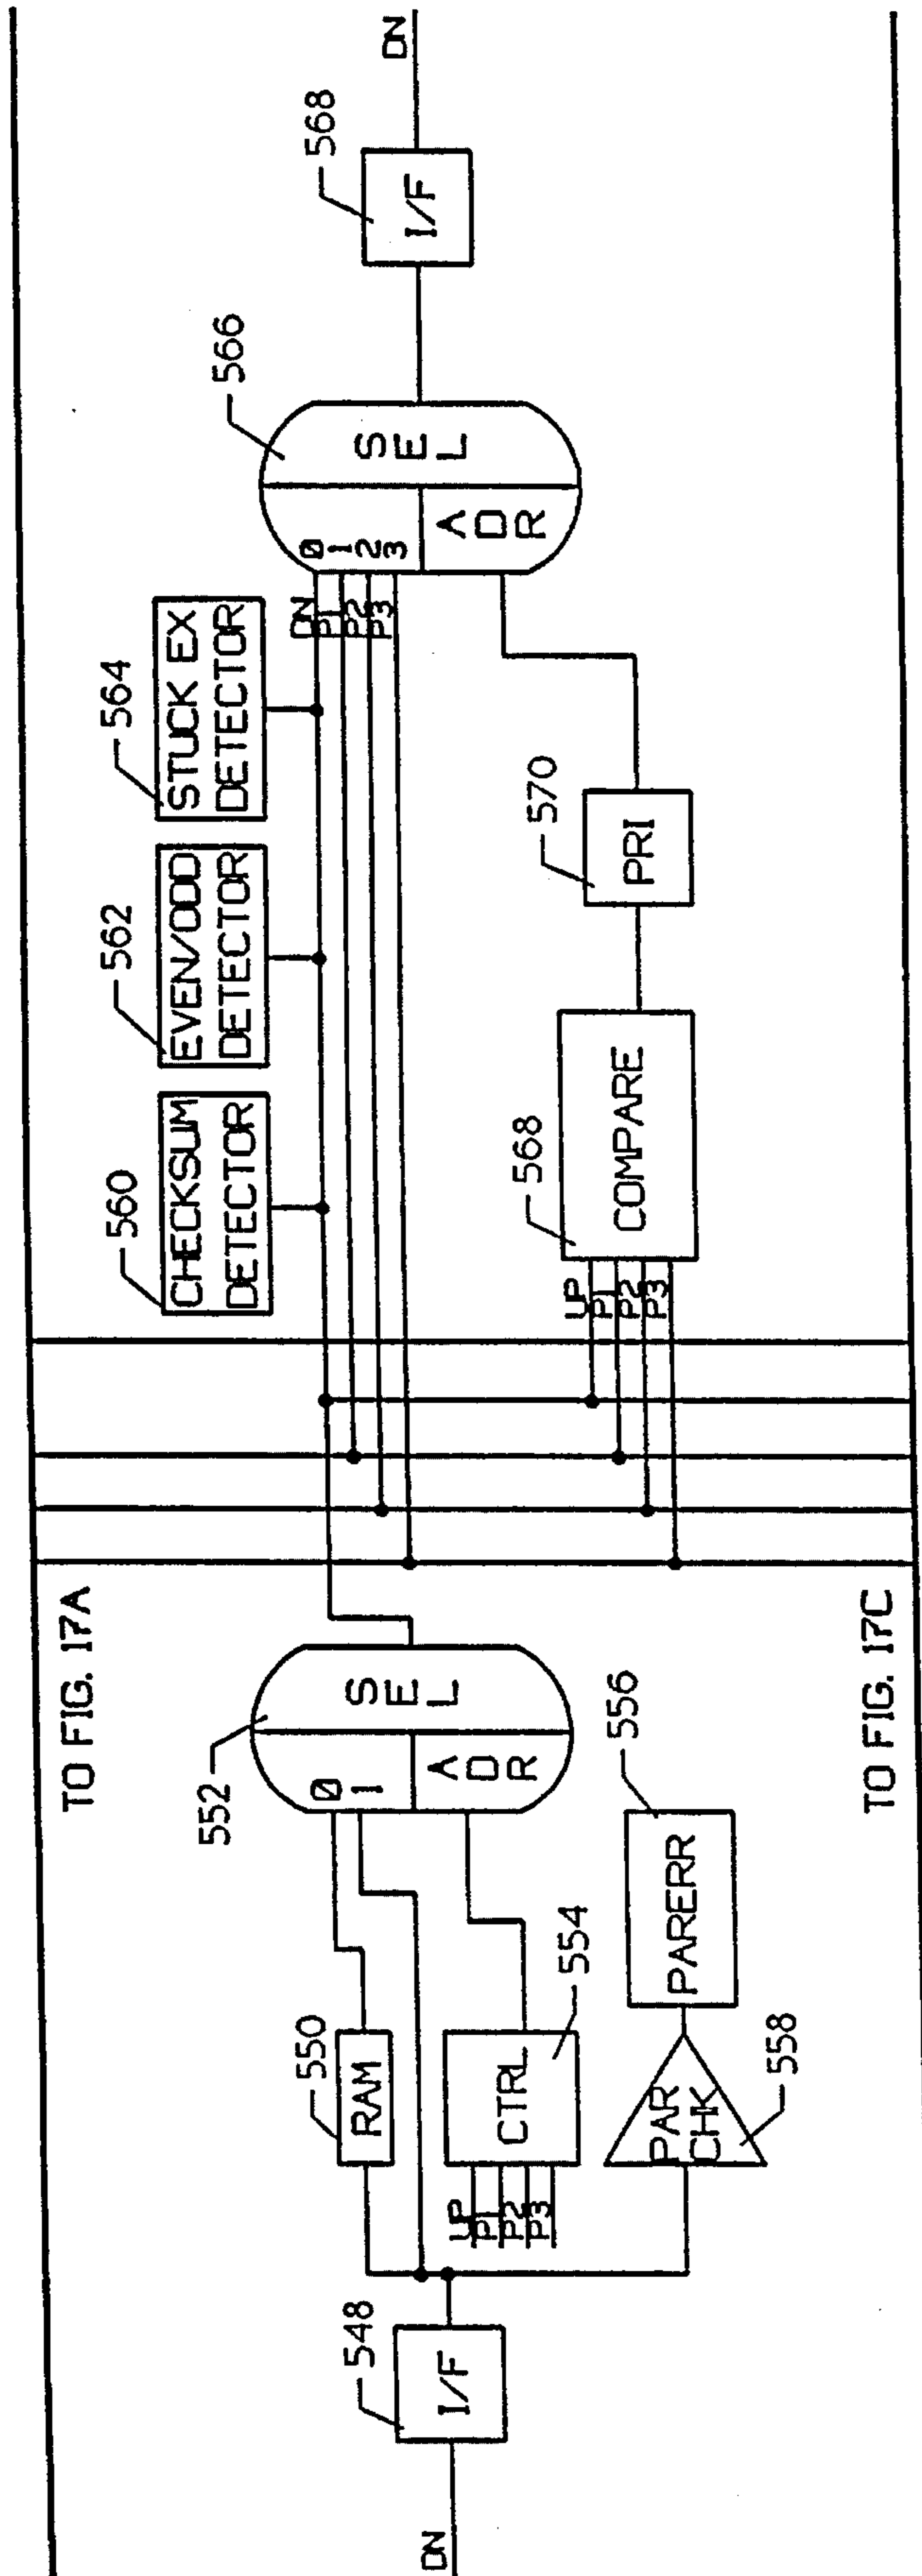 TO FIG. 17A
DN
548
I/F
550
RAM
UP
P1
P2
P3
CTRL
554
PAR
CHK
558
PARERR
556
552
0
1
SEL
ADR
560
CHECKSUM
DETECTOR
562
EVEN/ODD
DETECTOR
564
STUCK EX
DETECTOR
DN
P1
P2
P3
0
1
2
3
SEL
ADR
566
568
I/F
DN
UP
P1
P2
P3
568
COMPARE
570
PRI
TO FIG. 17C